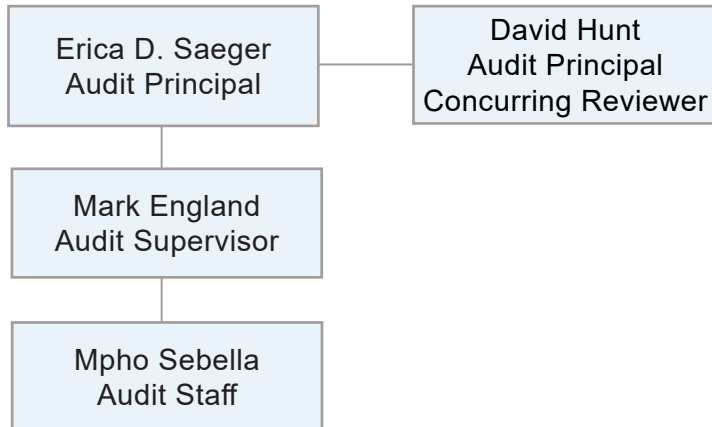 Erica D. Saeger
Audit Principal
David Hunt
Audit Principal
Concurring Reviewer
Mark England
Audit Supervisor
Mpho Sebella
Audit Staff